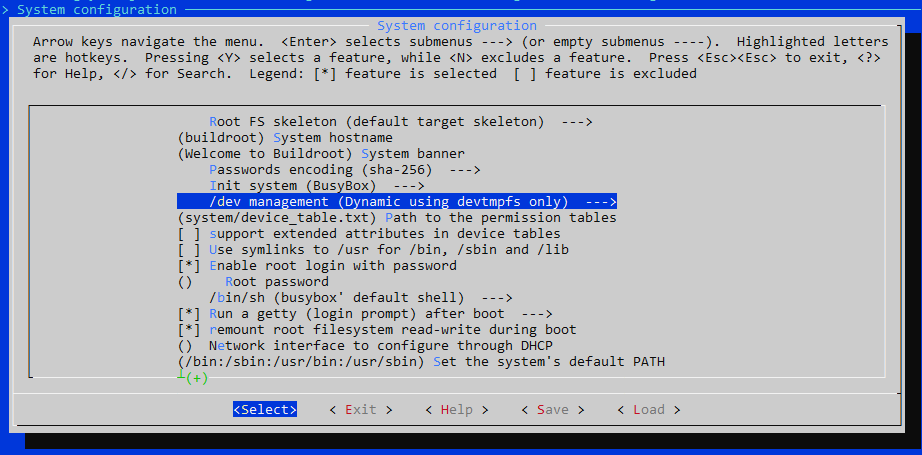 > System configuration
System configuration
Arrow keys navigate the menu.  <Enter> selects submenus ---> (or empty submenus ----).  Highlighted letters
are hotkeys.  Pressing <Y> selects a feature, while <N> excludes a feature.  Press <Esc><Esc> to exit, <?>
for Help, </> for Search.  Legend: [*] feature is selected  [ ] feature is excluded
Root FS skeleton (default target skeleton)  --->
(buildroot) System hostname
(Welcome to Buildroot) System banner
Passwords encoding (sha-256)  --->
Init system (BusyBox)  --->
/dev management (Dynamic using devtmpfs only)  --->
(system/device_table.txt) Path to the permission tables
[ ] support extended attributes in device tables
[ ] Use symlinks to /usr for /bin, /sbin and /lib
[*] Enable root login with password
()    Root password
/bin/sh (busybox' default shell)  --->
[*] Run a getty (login prompt) after boot  --->
[*] remount root filesystem read-write during boot
()  Network interface to configure through DHCP
(/bin:/sbin:/usr/bin:/usr/sbin) Set the system's default PATH
(+)
<Select>    < Exit >    < Help >    < Save >    < Load >